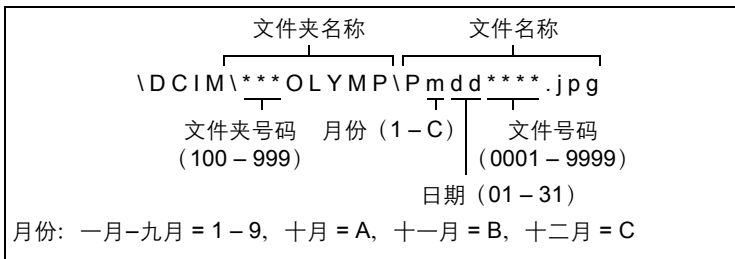 文件夹名称 文件名称
\DCIM\***OLYMP\Pmdd****.jpg
文件夹号码 月份（1 – C） 文件号码
（100 – 999） （0001 – 9999）
日期（01 – 31）
月份：一月–九月 = 1 – 9，十月 = A，十一月 = B，十二月 = C